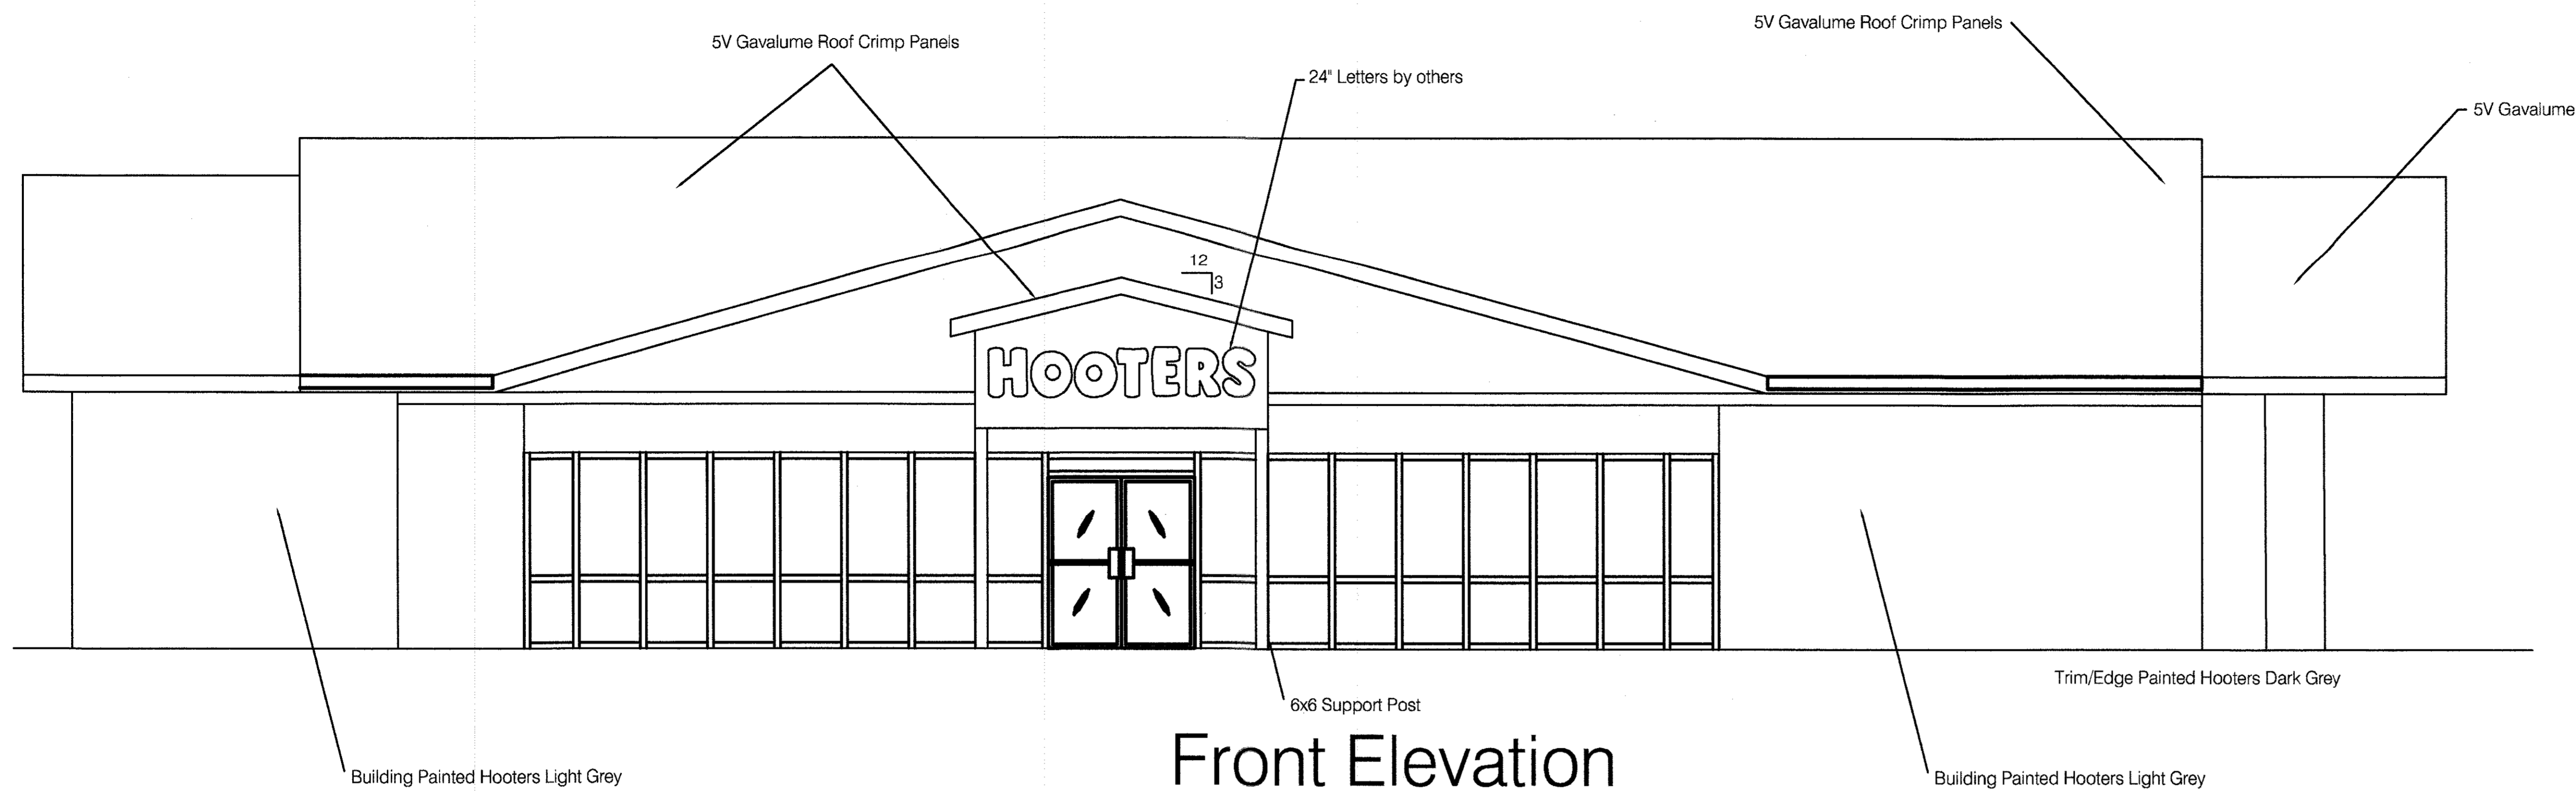 5V Gavalume Roof Crimp Panels
5V Gavalume Roof Crimp Panels
24" Letters by others
5V Gavalume
12
3
HOOTERS
Trim/Edge Painted Hooters Dark Grey
6x6 Support Post
Front Elevation
Building Painted Hooters Light Grey
Building Painted Hooters Light Grey